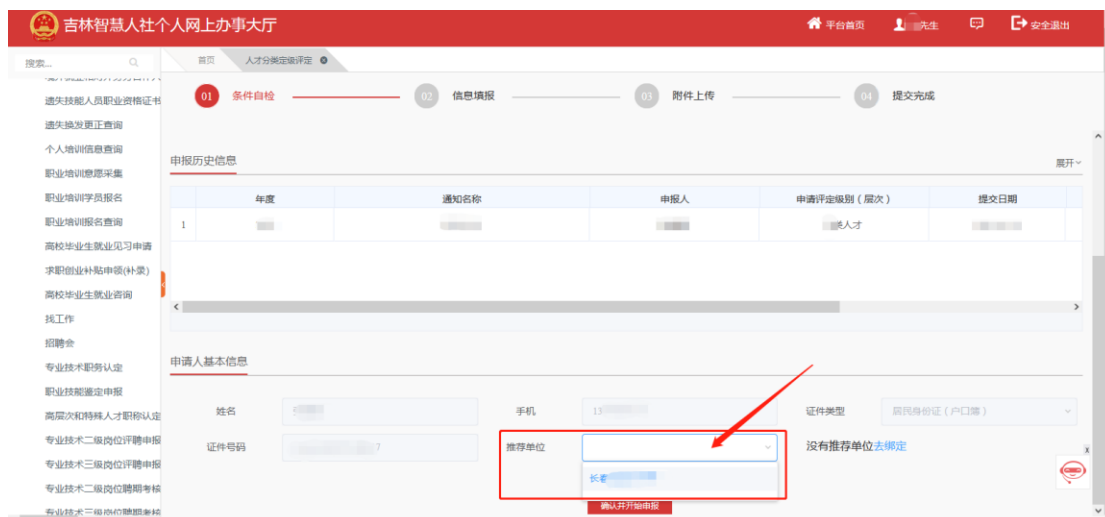 吉林智慧人社个人网上办事大厅
平台首页
先生
安全退出
搜索...
首页
人才分类定级评定
遗失技能人员职业资格证书
遗失换发更正查询
个人培训信息查询
职业培训意愿采集
职业培训学员报名
职业培训报名查询
高校毕业生就业见习申请
求职创业补贴申领(补录)
高校毕业生就业咨询
找工作
招聘会
专业技术职务认定
职业技能鉴定申报
高层次和特殊人才职称认定
专业技术二级岗位评聘申报
专业技术三级岗位评聘申报
专业技术二级岗位聘期考核
专业技术三级岗位聘期考核
01 条件自检
02 信息填报
03 附件上传
04 提交完成
申报历史信息
展开
年度 通知名称 申报人 申请评定级别（层次） 提交日期
1 人才
申请人基本信息
姓名
手机 13
证件类型 居民身份证（户口簿）
证件号码 7
推荐单位
没有推荐单位去绑定
长春
确认并开始申报
x